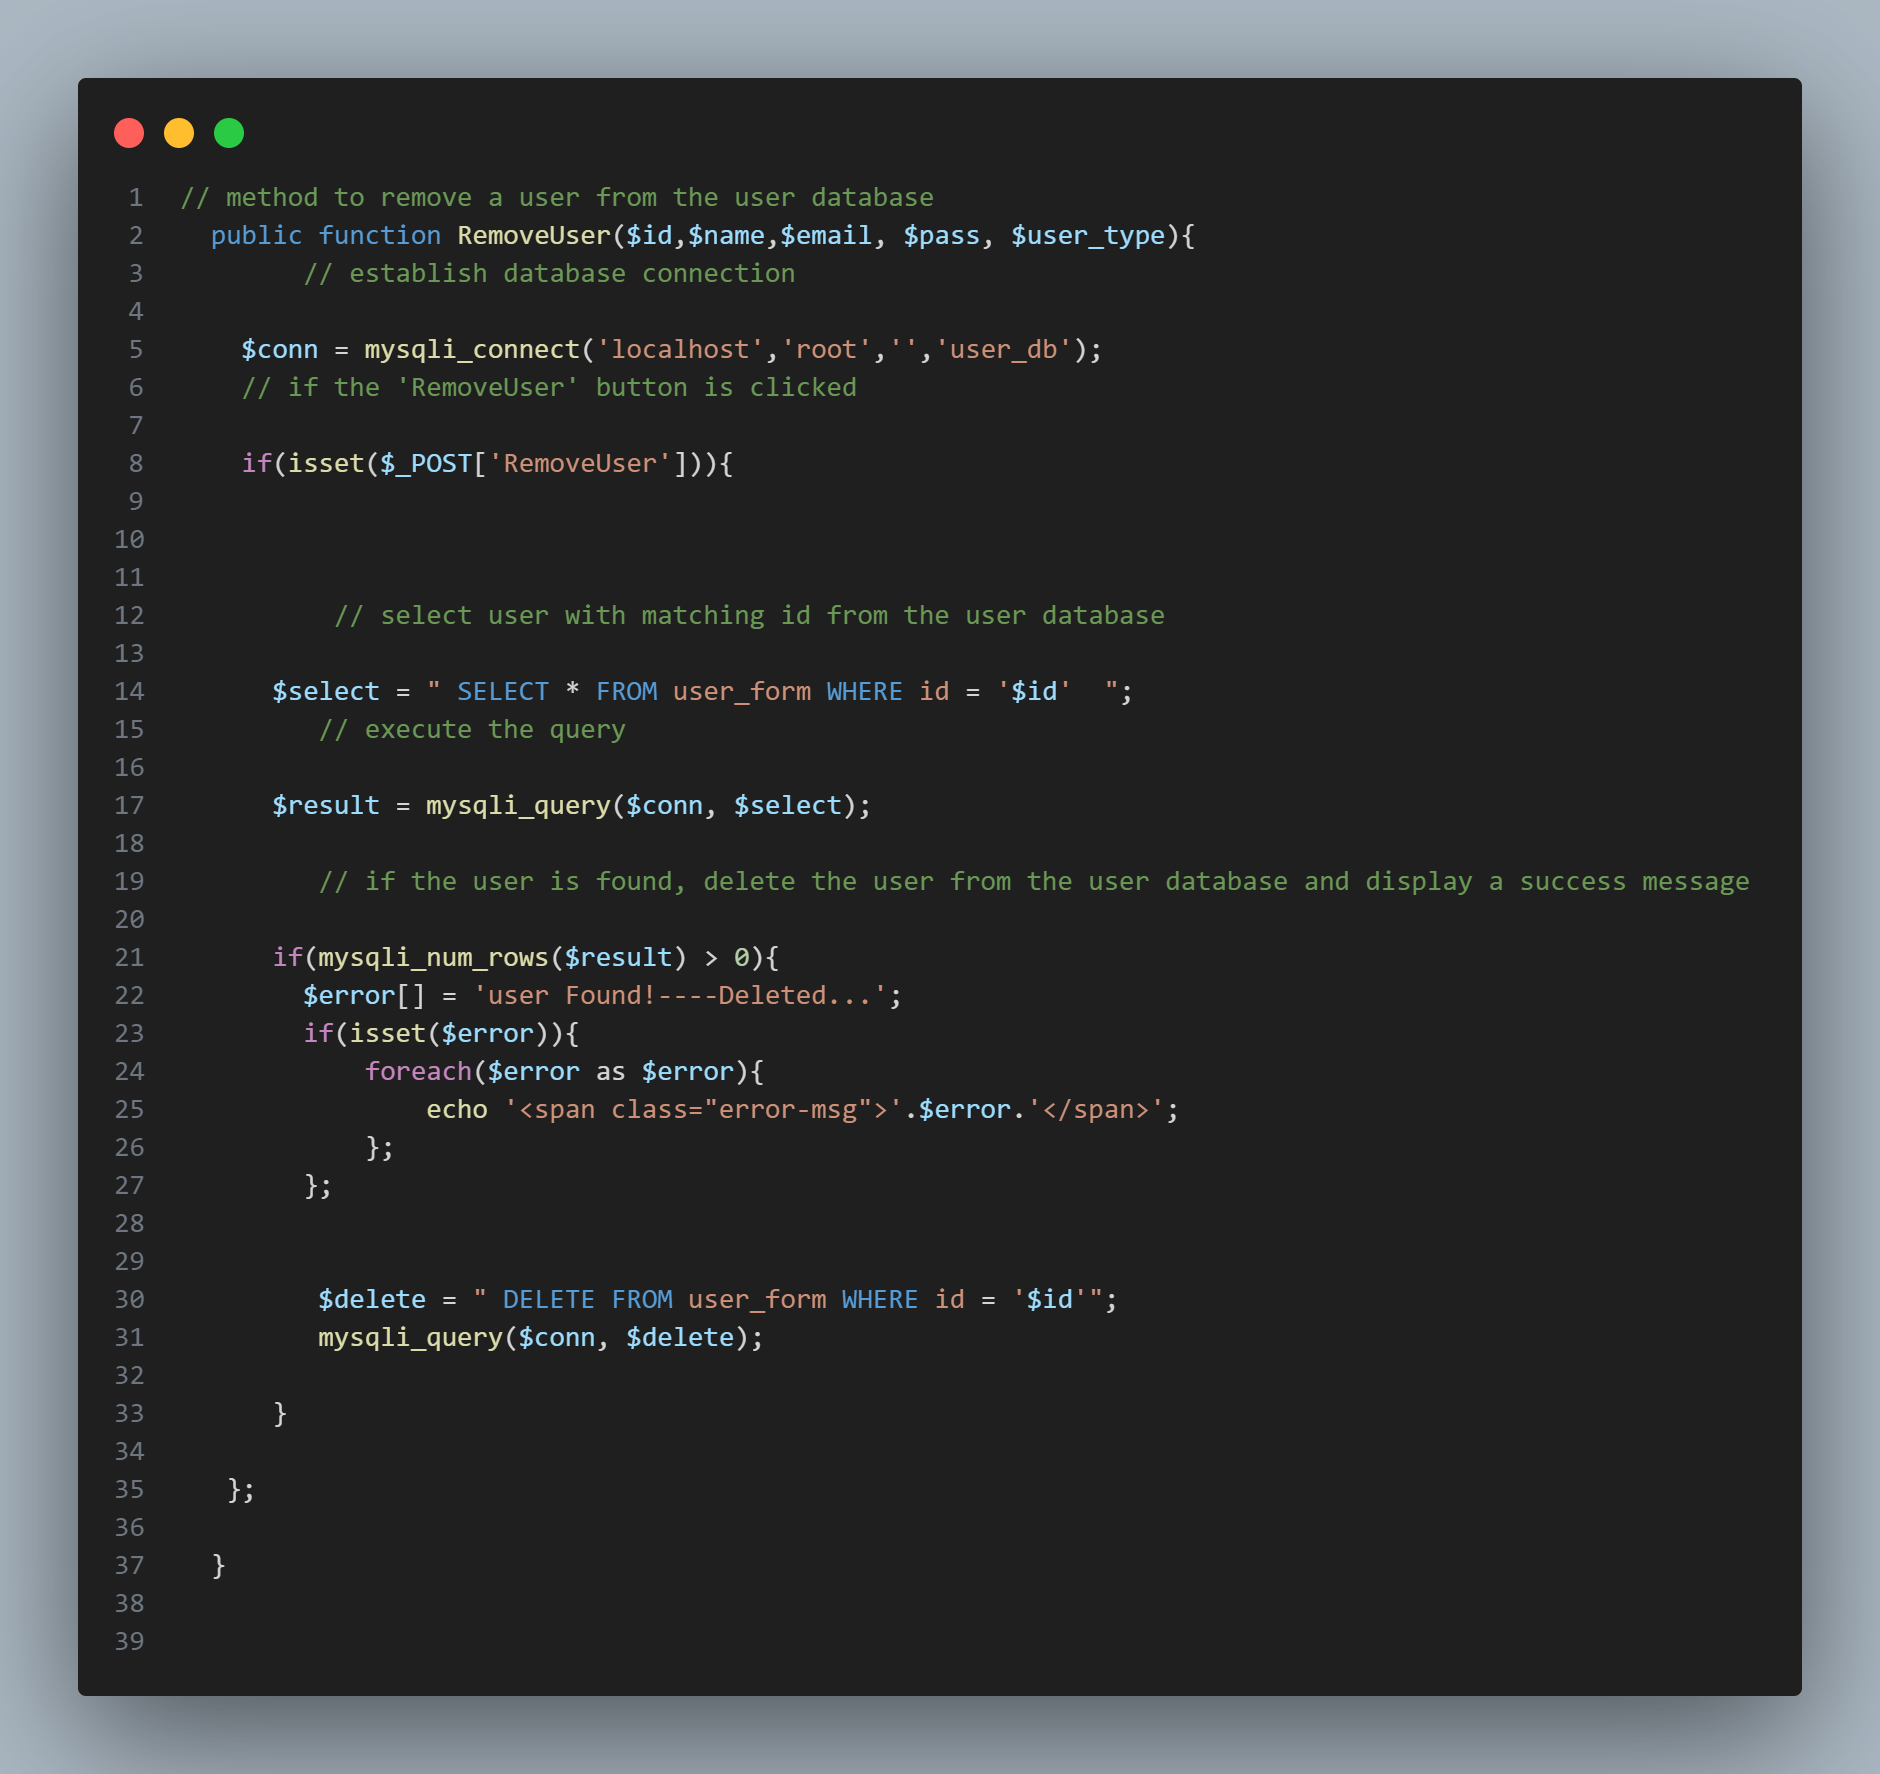 1 // method to remove a user from the user database
2 public function RemoveUser($id,$name,$email, $pass, $user_type){
3 // establish database connection
4
5 $conn = mysqli_connect('localhost','root','','user_db');
6 // if the 'RemoveUser' button is clicked
7
8 if(isset($_POST['RemoveUser'])){
9
10
11
12 // select user with matching id from the user database
13
14 $select = " SELECT * FROM user_form WHERE id = '$id'  ";
15 // execute the query
16
17 $result = mysqli_query($conn, $select);
18
19 // if the user is found, delete the user from the user database and display a success message
20
21 if(mysqli_num_rows($result) > 0){
22 $error[] = 'user Found!----Deleted...';
23 if(isset($error)){
24 foreach($error as $error){
25 echo '<span class="error-msg">'.$error.'</span>';
26 };
27 };
28
29
30 $delete = " DELETE FROM user_form WHERE id = '$id'";
31 mysqli_query($conn, $delete);
32
33 }
34
35 };
36
37 }
38
39